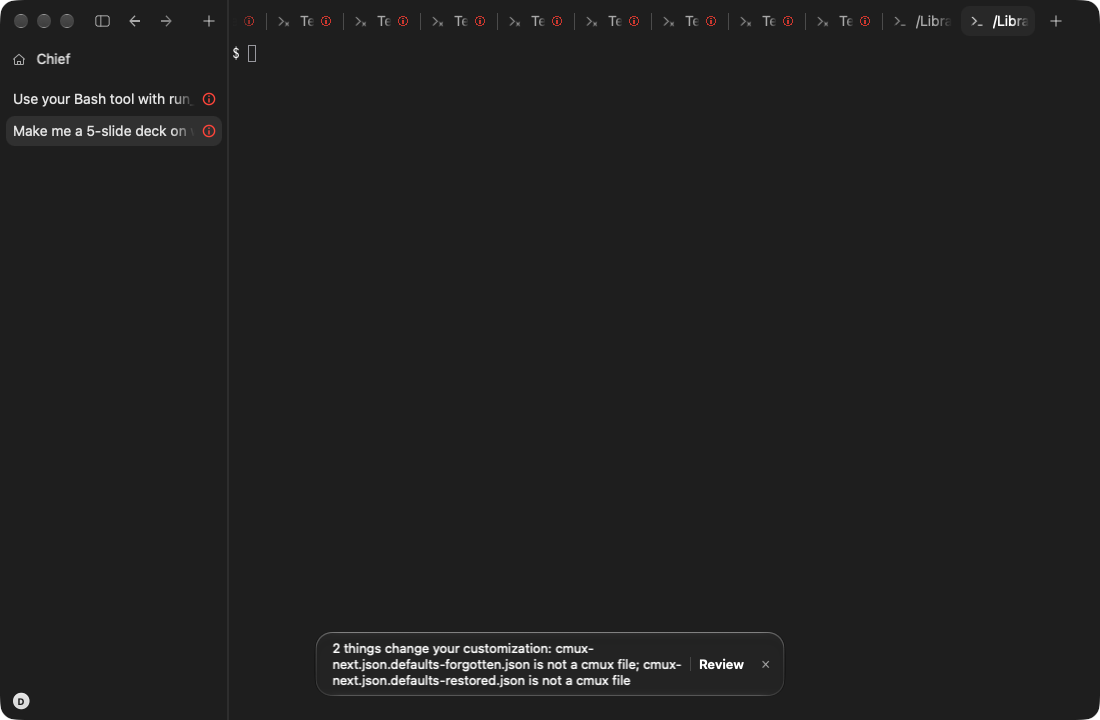 Te
Te
Te
Te
Te
Te
Te
Te
/Libra
/Libra
Chief
$
Use your Bash tool with run_
Make me a 5-slide deck on
2 things change your customization: cmux-
next.json.defaults-forgotten.json is not a cmux file; cmux-
next.json.defaults-restored.json is not a cmux file
Review
D